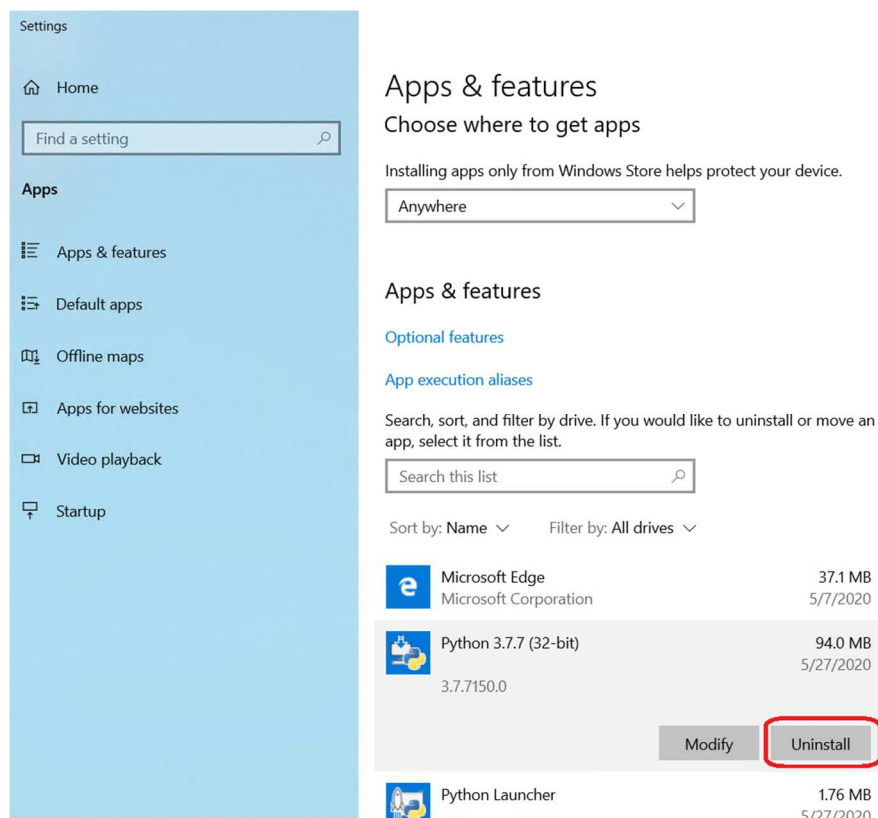 Settings
Home
Find a setting
Apps
Apps & features
Default apps
Offline maps
Apps for websites
Video playback
Startup
Apps & features
Choose where to get apps
Installing apps only from Windows Store helps protect your device.
Anywhere
Apps & features
Optional features
App execution aliases
Search, sort, and filter by drive. If you would like to uninstall or move an
app, select it from the list.
Search this list
Sort by: Name Filter by: All drives
Microsoft Edge 37.1 MB
Microsoft Corporation 5/7/2020
Python 3.7.7 (32-bit) 94.0 MB
5/27/2020
3.7.7150.0
Modify Uninstall
Python Launcher 1.76 MB
5/27/2020